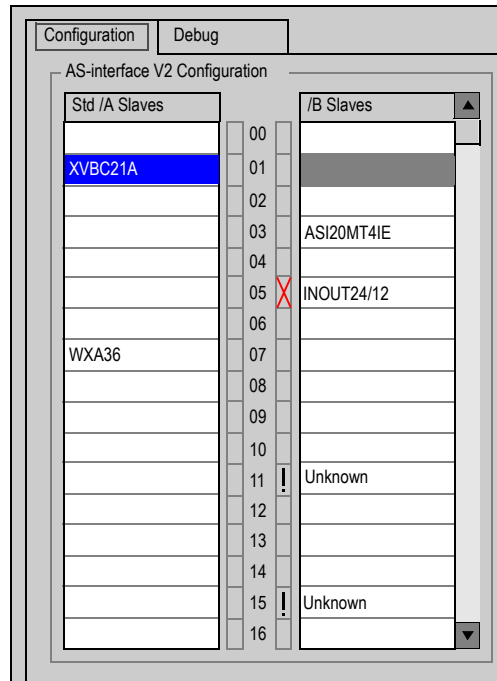 Configuration Debug
AS-interface V2 Configuration
Std /A Slaves /B Slaves
00
XVBC21A 01
02
03 ASI20MT4IE
04
05 INOUT24/12
06
WXA36 07
08
09
10
11 ! Unknown
12
13
14
15 ! Unknown
16